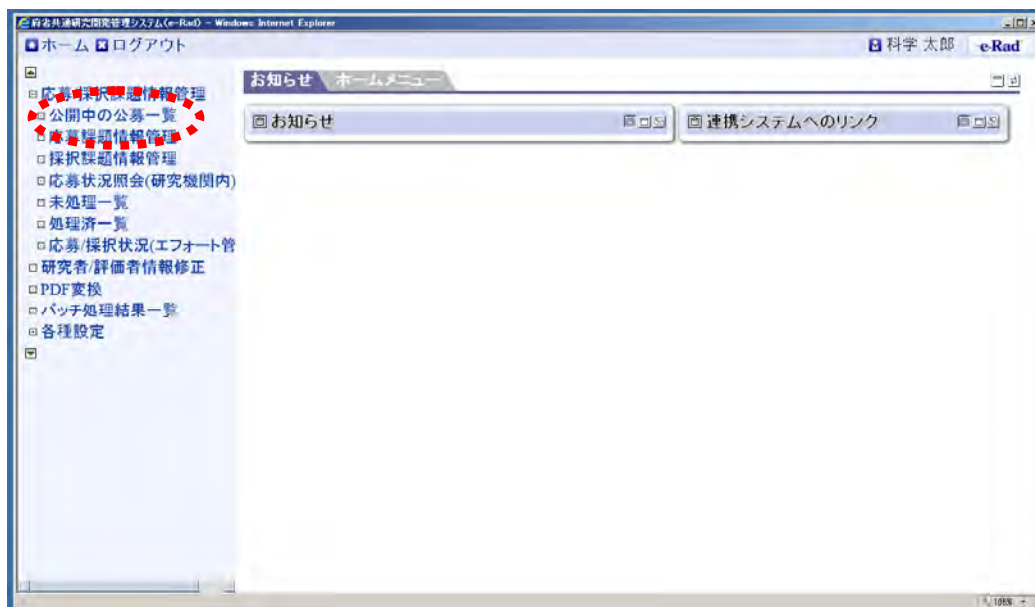 府省共通研究開発管理システム(e-Rad) - Windows Internet Explorer
ホーム ログアウト 科学 太郎 e-Rad
お知らせ ホームメニュー
応募/採択課題情報管理
公開中の公募一覧
お知らせ 連携システムへのリンク
応募課題情報管理
採択課題情報管理
応募状況照会(研究機関内)
未処理一覧
処理済一覧
応募/採択状況(エフォート管
研究者/評価者情報修正
PDF変換
バッチ処理結果一覧
各種設定
105%